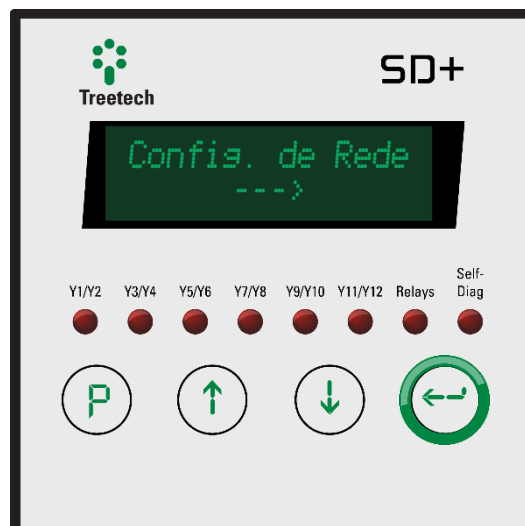 Treetech
SD+
Config. de Rede
--->
Y1/Y2 Y3/Y4 Y5/Y6 Y7/Y8 Y9/Y10 Y11/Y12 Relays Self-
Diag
P